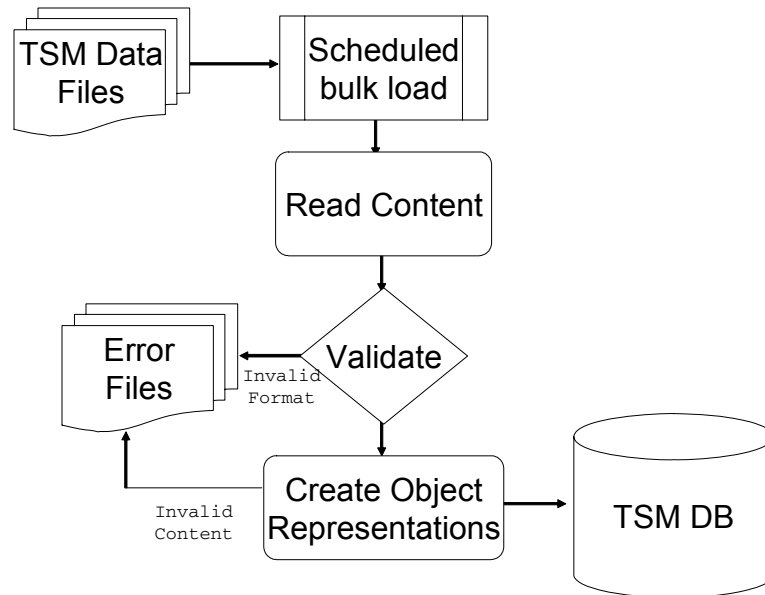 TSM Data
Files
Scheduled
bulk load
Read Content
Validate
Error
Files
Invalid
Format
Invalid
Content
Create Object
Representations
TSM DB